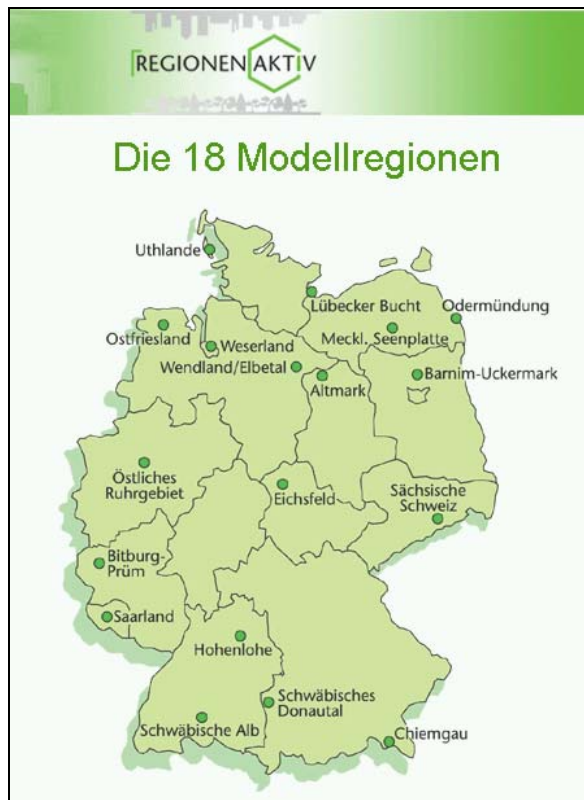 REGIONEN AKTIV
Die 18 Modellregionen
Uthlande
Lübecker Bucht
Odermündung
Ostfriesland
Weserland
Meckl. Seenplatte
Wendland/Elbetal
Altmark
Barnim-Uckermark
Östliches
Ruhrgebiet
Eichsfeld
Sächsische
Schweiz
Bitburg-
Prüm
Saarland
Hohenlohe
Schwäbisches
Donautal
Schwäbische Alb
Chiemgau